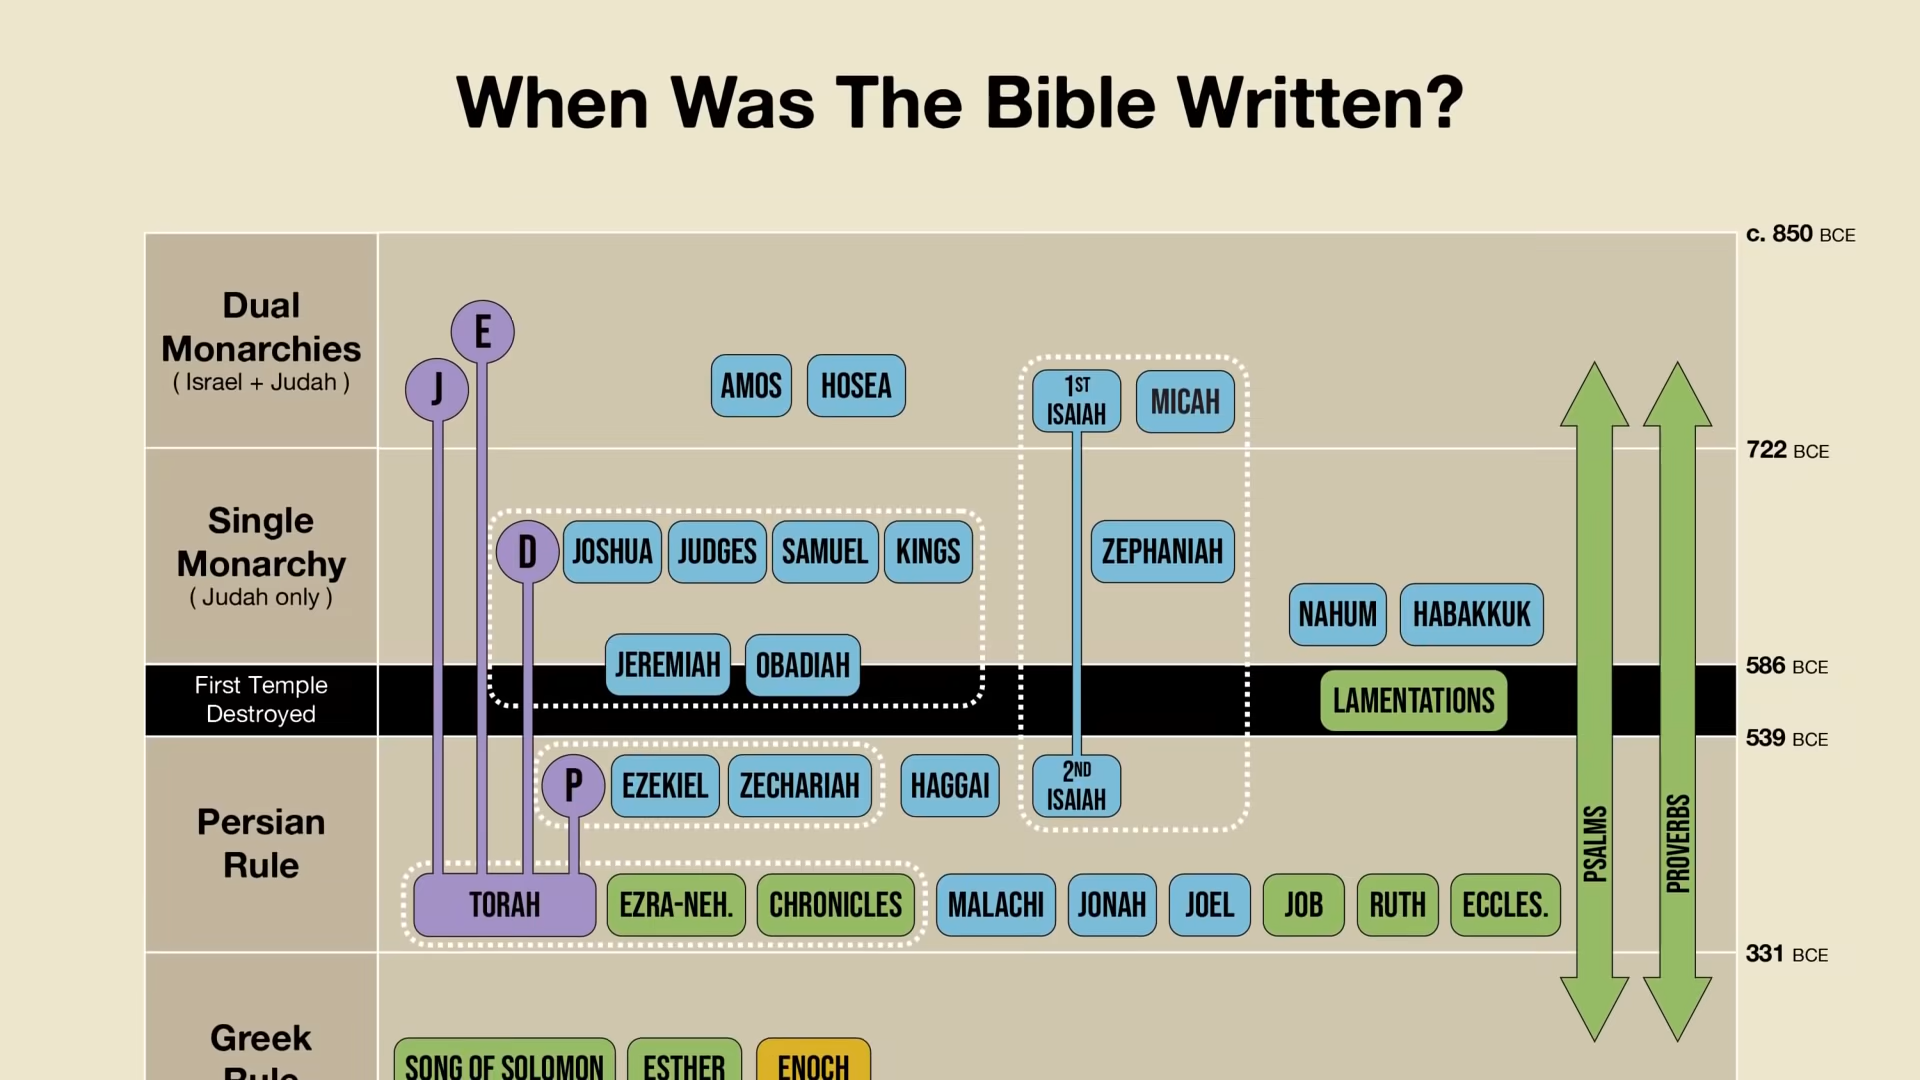 When Was The Bible Written?
c. 850 BCE
Dual
Monarchies
( Israel + Judah )
E
J
AMOS
HOSEA
1ST
ISAIAH
MICAH
722 BCE
Single
Monarchy
( Judah only )
D
JOSHUA
JUDGES
SAMUEL
KINGS
ZEPHANIAH
NAHUM
HABAKKUK
JEREMIAH
OBADIAH
586 BCE
First Temple
Destroyed
LAMENTATIONS
539 BCE
Persian
Rule
P
EZEKIEL
ZECHARIAH
HAGGAI
2ND
ISAIAH
PSALMS
PROVERBS
TORAH
EZRA-NEH.
CHRONICLES
MALACHI
JONAH
JOEL
JOB
RUTH
ECCLES.
331 BCE
Greek
Rule
SONG OF SOLOMON
ESTHER
ENOCH